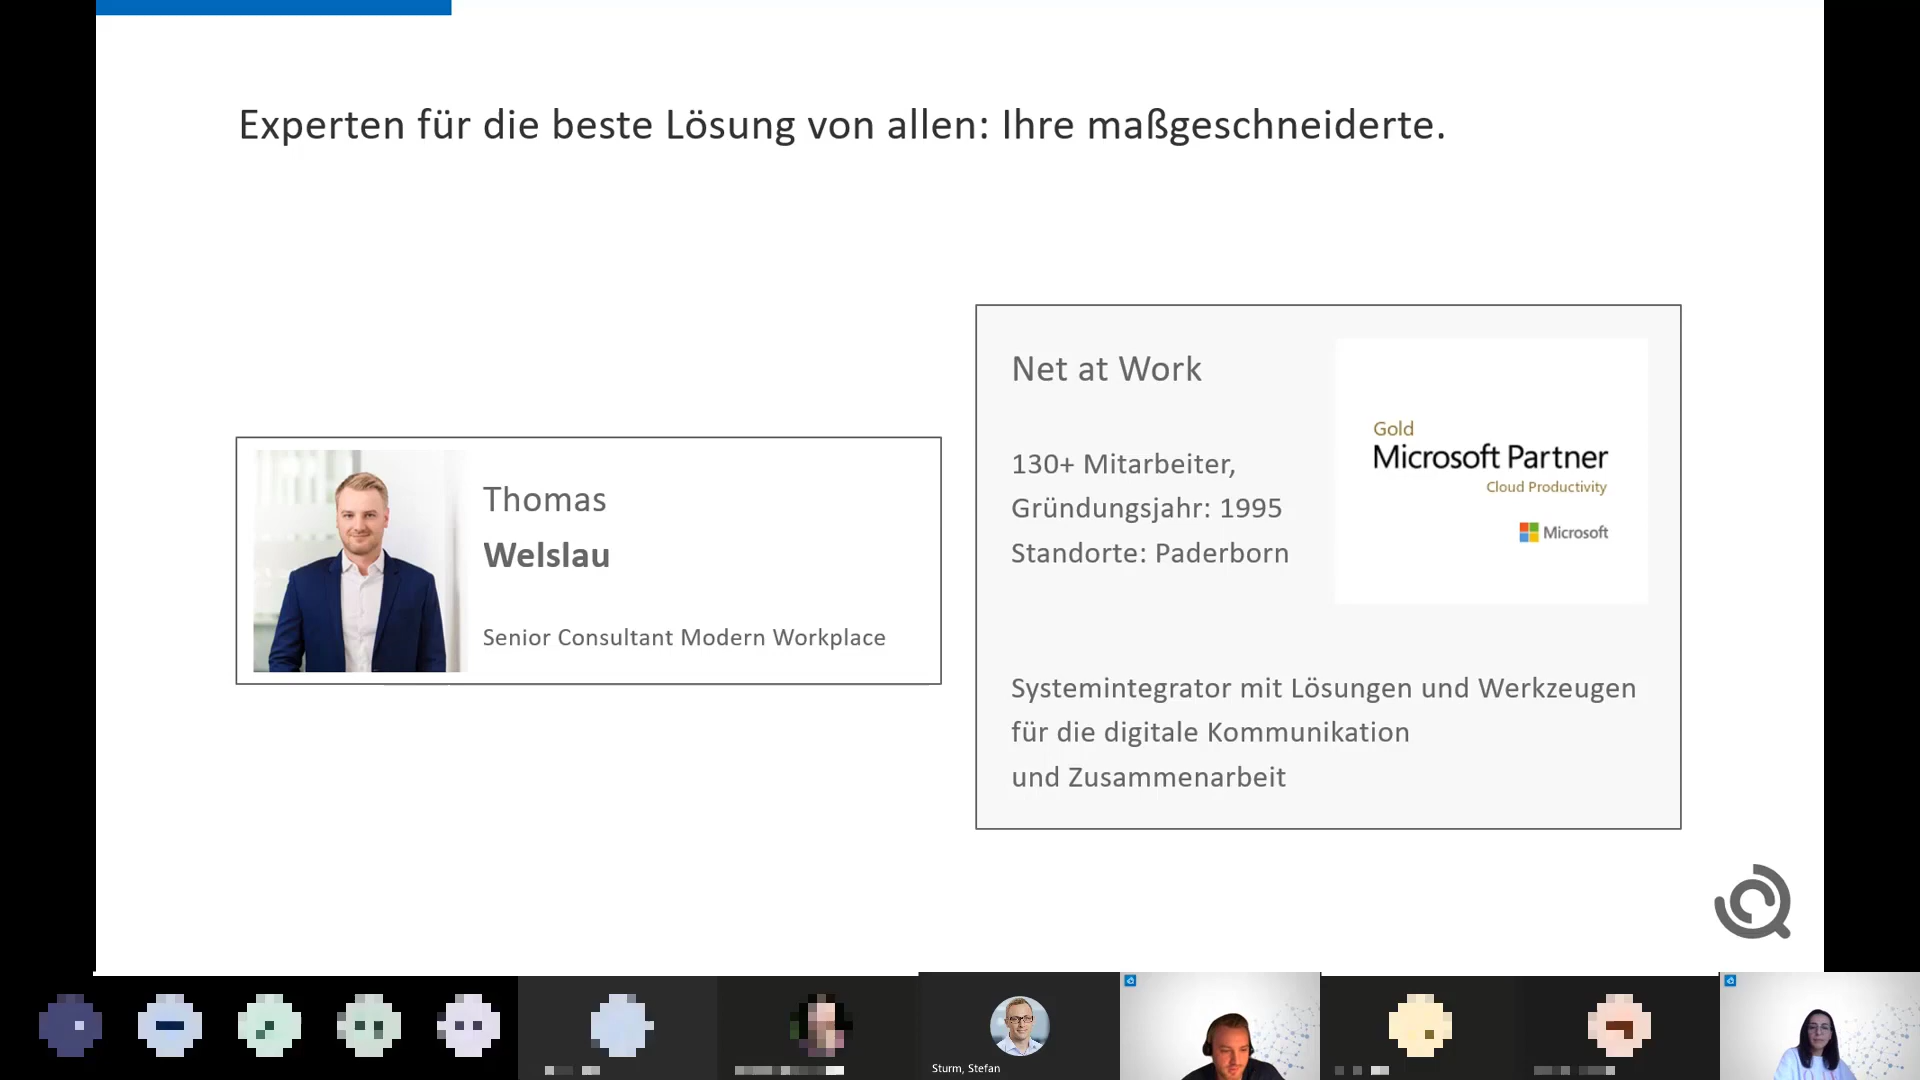 Experten für die beste Lösung von allen: Ihre maßgeschneiderte.
Thomas
Welslau
Senior Consultant Modern Workplace
Net at Work
130+ Mitarbeiter,
Gründungsjahr: 1995
Standorte: Paderborn
Gold
Microsoft Partner
Cloud Productivity
Microsoft
Systemintegrator mit Lösungen und Werkzeugen
für die digitale Kommunikation
und Zusammenarbeit
Sturm, Stefan